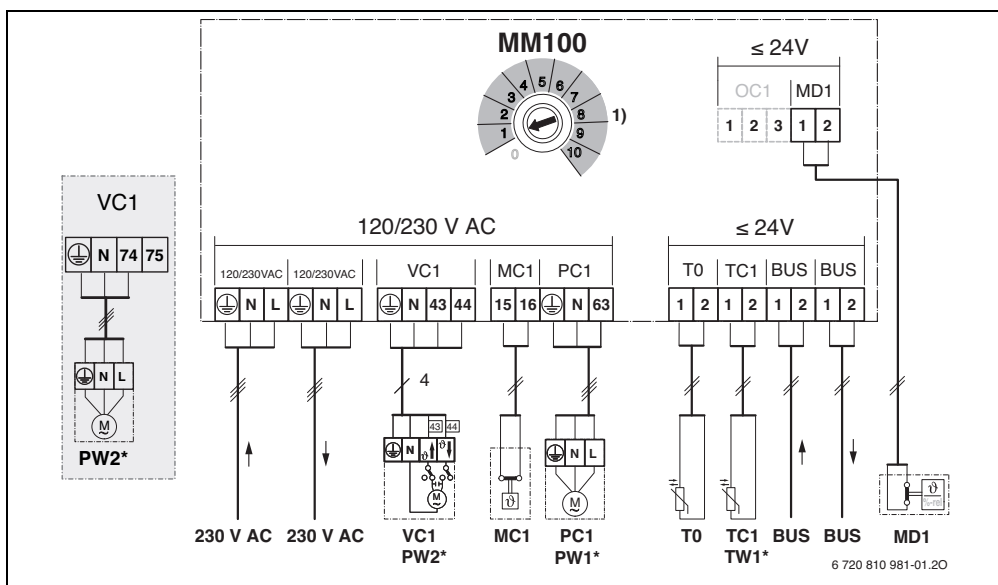 MM100
≤ 24V
0 1 2 3 4 5 6 7 8 9 10
1)
OC1 MD1
1 2 3 1 2
VC1
N 74 75
N L
M
~
PW2*
120/230 V AC
≤ 24V
120/230VAC 120/230VAC VC1 MC1 PC1 T0 TC1 BUS BUS
N L N L N 43 44 15 16 N 63 1 2 1 2 1 2 1 2
4
43 44
N ϑ ϑ
M
~
ϑ
N L
M
~
ϑ
%-rel
230 V AC 230 V AC VC1 MC1 PC1 T0 TC1 BUS BUS MD1
PW2* PW1* TW1*
6 720 810 981-01.2O